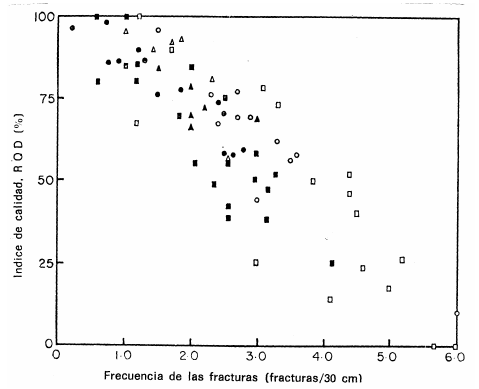 100
75
50
25
0
Indice de calidad, R Q D (%)
0 1·0 2·0 3·0 4·0 5·0 6·0
Frecuencia de las fracturas (fracturas/30 cm)